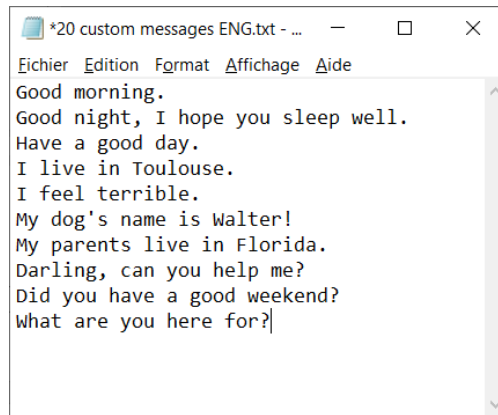 *20 custom messages ENG.txt - ...
Fichier Edition Format Affichage Aide
Good morning.
Good night, I hope you sleep well.
Have a good day.
I live in Toulouse.
I feel terrible.
My dog's name is Walter!
My parents live in Florida.
Darling, can you help me?
Did you have a good weekend?
What are you here for?